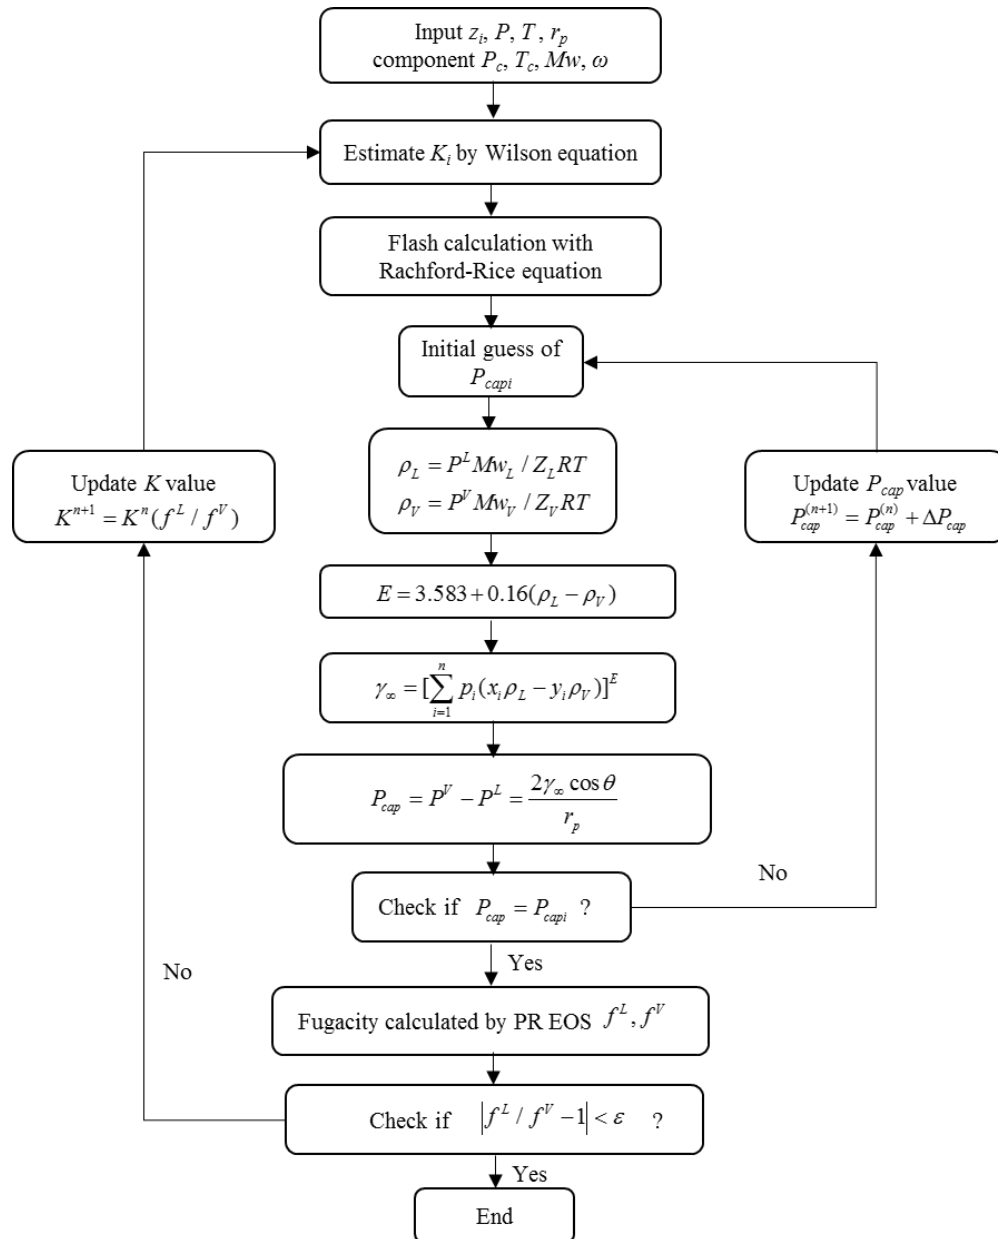 Input z_i, P, T, r_p
component P_c, T_c, Mw, ω
Estimate K_i by Wilson equation
Flash calculation with
Rachford-Rice equation
Initial guess of
P_capi
ρ_L = P^L Mw_L / Z_L RT
ρ_V = P^V Mw_V / Z_V RT
Update K value
K^{n+1} = K^n (f^L / f^V)
Update P_cap value
P_cap^{(n+1)} = P_cap^{(n)} + ΔP_cap
E = 3.583 + 0.16(ρ_L − ρ_V)
γ_∞ = [∑_{i=1}^{n} p_i (x_i ρ_L − y_i ρ_V)]^E
P_cap = P^V − P^L = 2γ_∞ cos θ / r_p
No
Check if P_cap = P_capi ?
Yes
No
Fugacity calculated by PR EOS f^L, f^V
Check if |f^L / f^V − 1| < ε ?
Yes
End